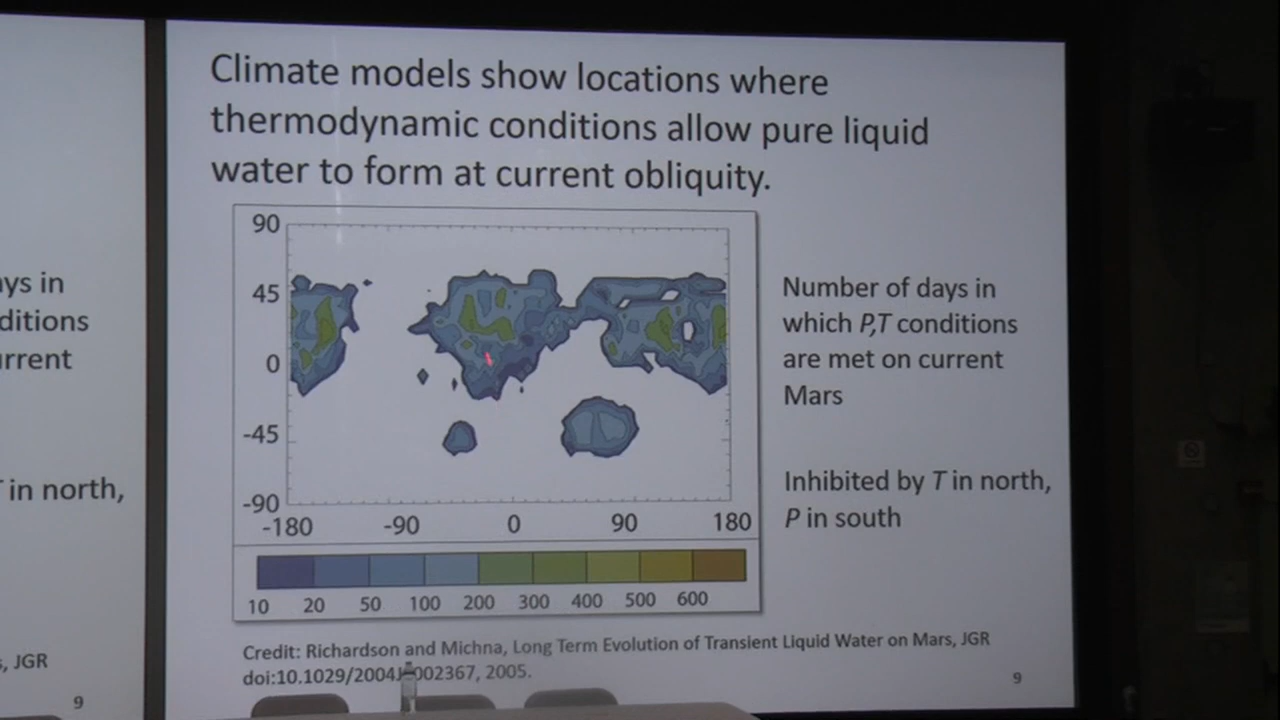 Climate models show locations where
thermodynamic conditions allow pure liquid
water to form at current obliquity.
90
45
0
-45
-90
-180 -90 0 90 180
10 20 50 100 200 300 400 500 600
Number of days in
which P,T conditions
are met on current
Mars
Inhibited by T in north,
P in south
Credit: Richardson and Michna, Long Term Evolution of Transient Liquid Water on Mars, JGR
002367, 2005.
9
in
ditions
in north,
JGR
9